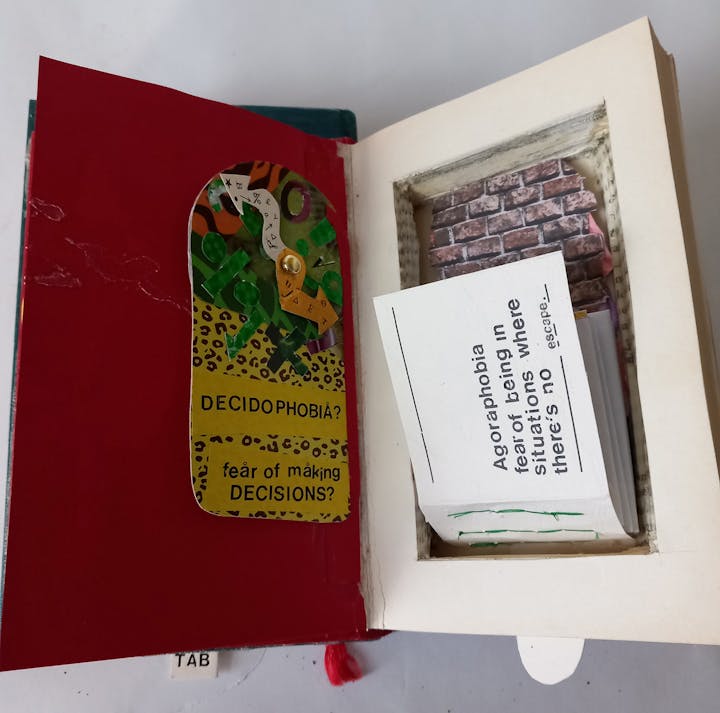 DECIDOPHOBIA?
fear of making
DECISIONS?
Agoraphobia
fear of being in
situations where
there's no escape.
TAB